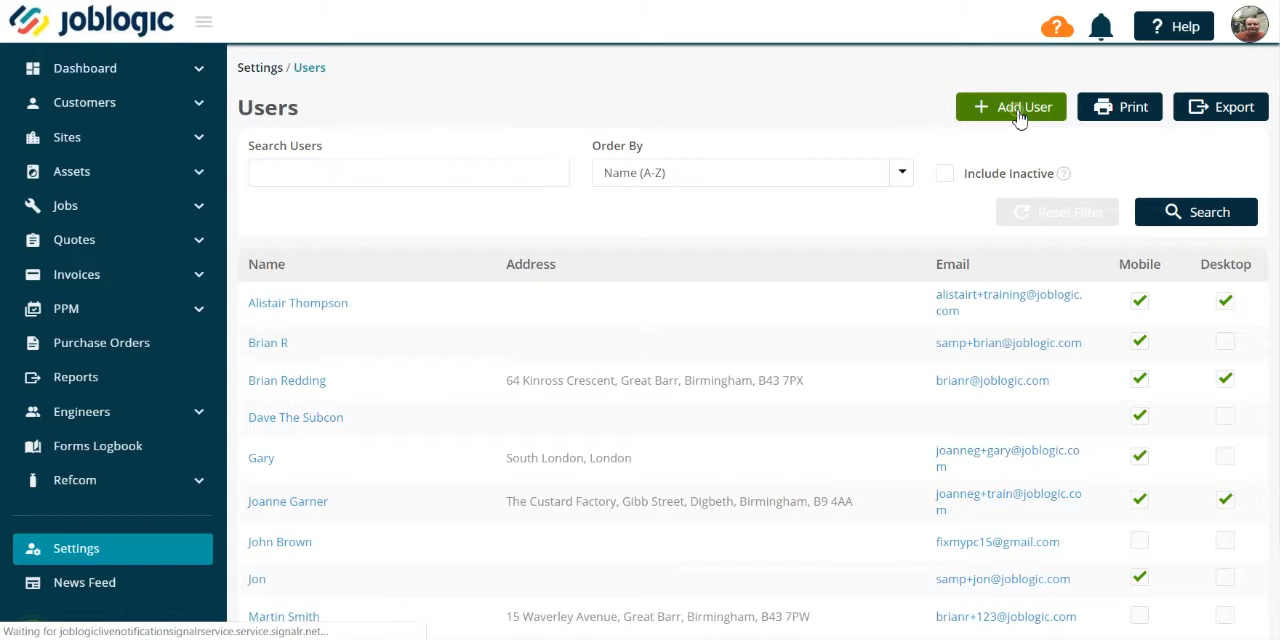 joblogic
? Help
Dashboard
Customers
Sites
Assets
Jobs
Quotes
Invoices
PPM
Purchase Orders
Reports
Engineers
Forms Logbook
Refcom
Settings
News Feed
Settings / Users
Users
+ Add User
Print
Export
Search Users
Order By
Name (A-Z)
Include Inactive ?
Reset Filter
Search
Name Address Email Mobile Desktop
Alistair Thompson alistairt+training@joblogic.
com
Brian R samp+brian@joblogic.com
Brian Redding 64 Kinross Crescent, Great Barr, Birmingham, B43 7PX brianr@joblogic.com
Dave The Subcon
Gary South London, London joanneg+gary@joblogic.co
m
Joanne Garner The Custard Factory, Gibb Street, Digbeth, Birmingham, B9 4AA joanneg+train@joblogic.co
m
John Brown fixmypc15@gmail.com
Jon samp+jon@joblogic.com
Martin Smith 15 Waverley Avenue, Great Barr, Birmingham, B43 7PW brianr+123@joblogic.com
Waiting for joblogiclivenotificationsignalrservice.service.signalr.net...